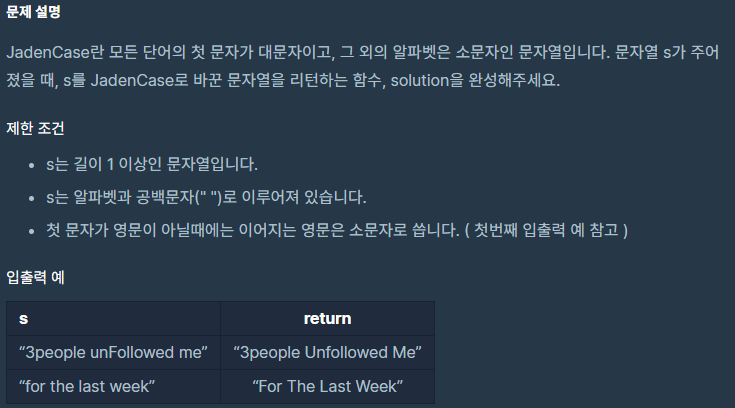 문제 설명
JadenCase란 모든 단어의 첫 문자가 대문자이고, 그 외의 알파벳은 소문자인 문자열입니다. 문자열 s가 주어
졌을 때, s를 JadenCase로 바꾼 문자열을 리턴하는 함수, solution을 완성해주세요.
제한 조건
• s는 길이 1 이상인 문자열입니다.
• s는 알파벳과 공백문자(" ")로 이루어져 있습니다.
• 첫 문자가 영문이 아닐때에는 이어지는 영문은 소문자로 씁니다. ( 첫번째 입출력 예 참고 )
입출력 예
s return
“3people unFollowed me” “3people Unfollowed Me”
“for the last week” “For The Last Week”